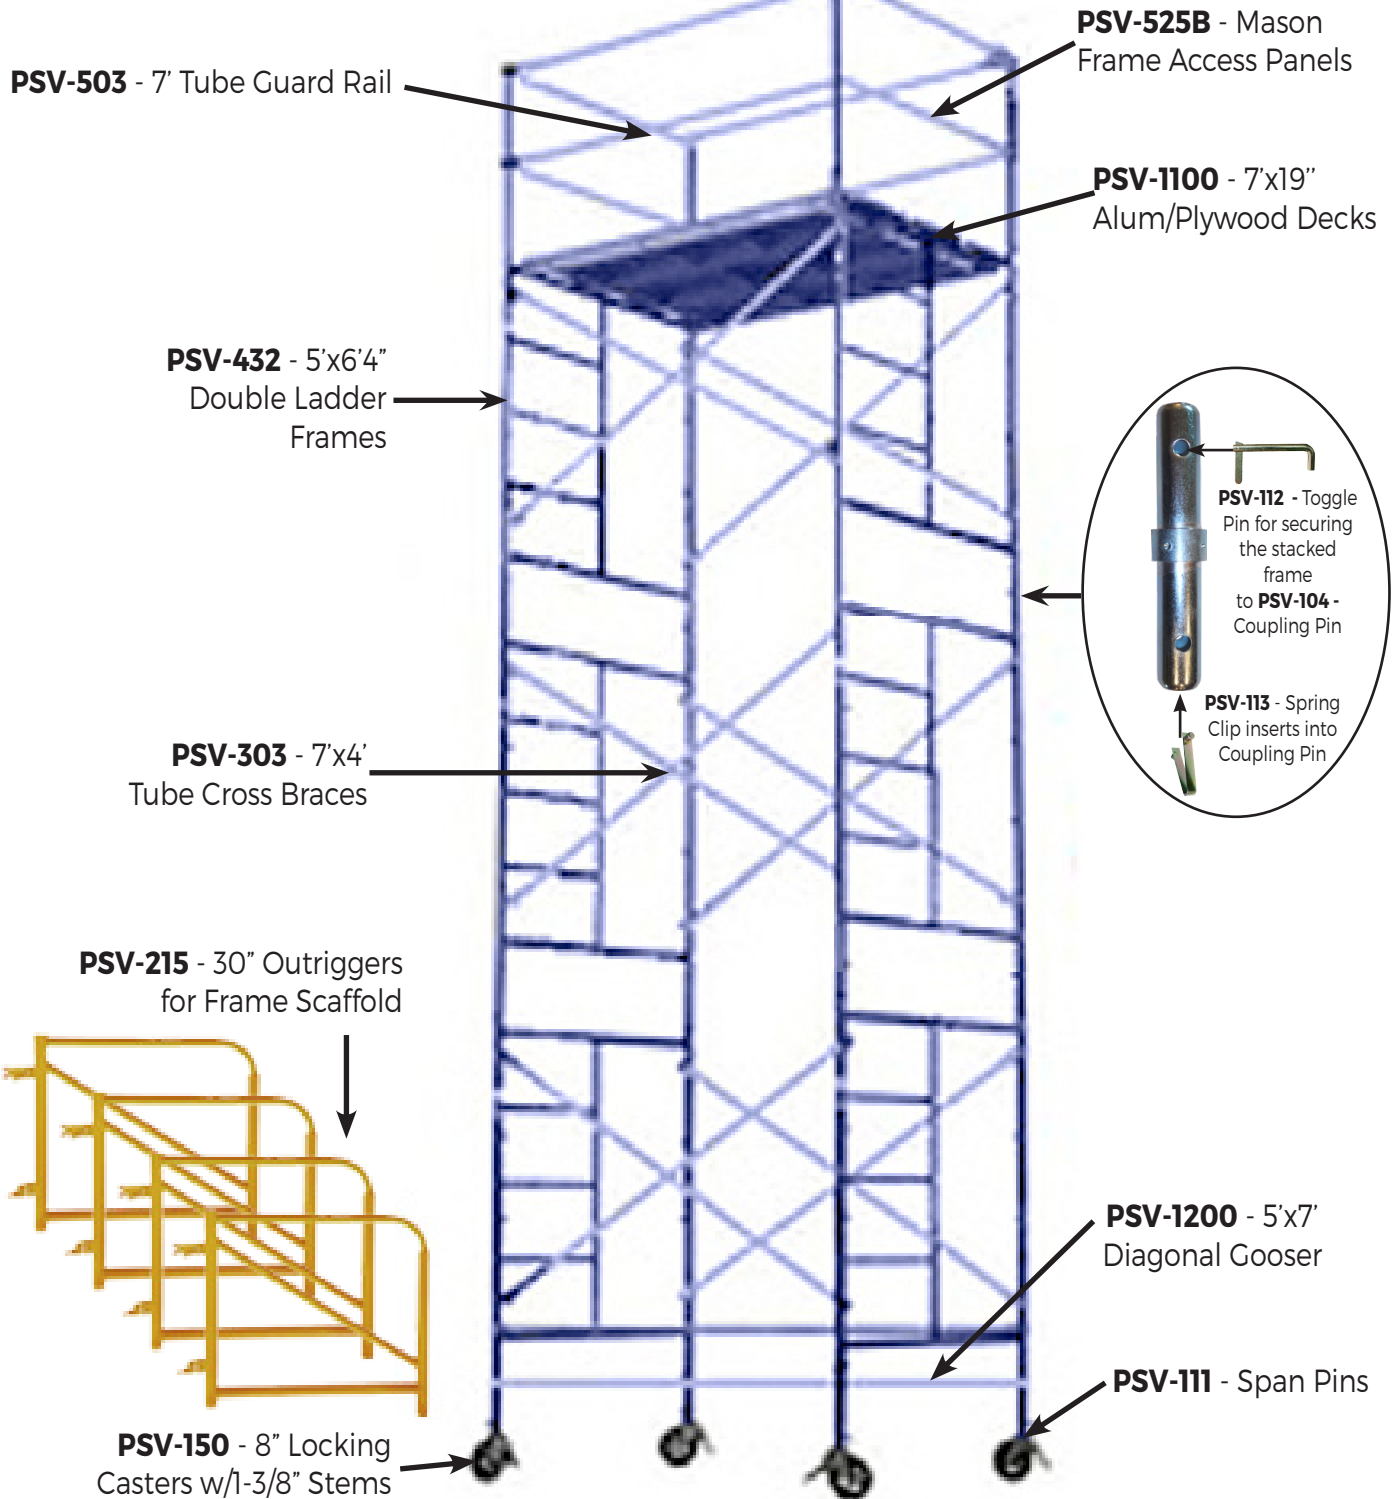 PSV-503 - 7’ Tube Guard Rail
PSV-525B - Mason
Frame Access Panels
PSV-1100 - 7’x19’’
Alum/Plywood Decks
PSV-432 - 5’x6’4”
Double Ladder
Frames
PSV-112 - Toggle
Pin for securing
the stacked
frame
to PSV-104 -
Coupling Pin
PSV-113 - Spring
Clip inserts into
Coupling Pin
PSV-303 - 7’x4’
Tube Cross Braces
PSV-215 - 30” Outriggers
for Frame Scaffold
PSV-1200 - 5’x7’
Diagonal Gooser
PSV-111 - Span Pins
PSV-150 - 8” Locking
Casters w/1-3/8” Stems